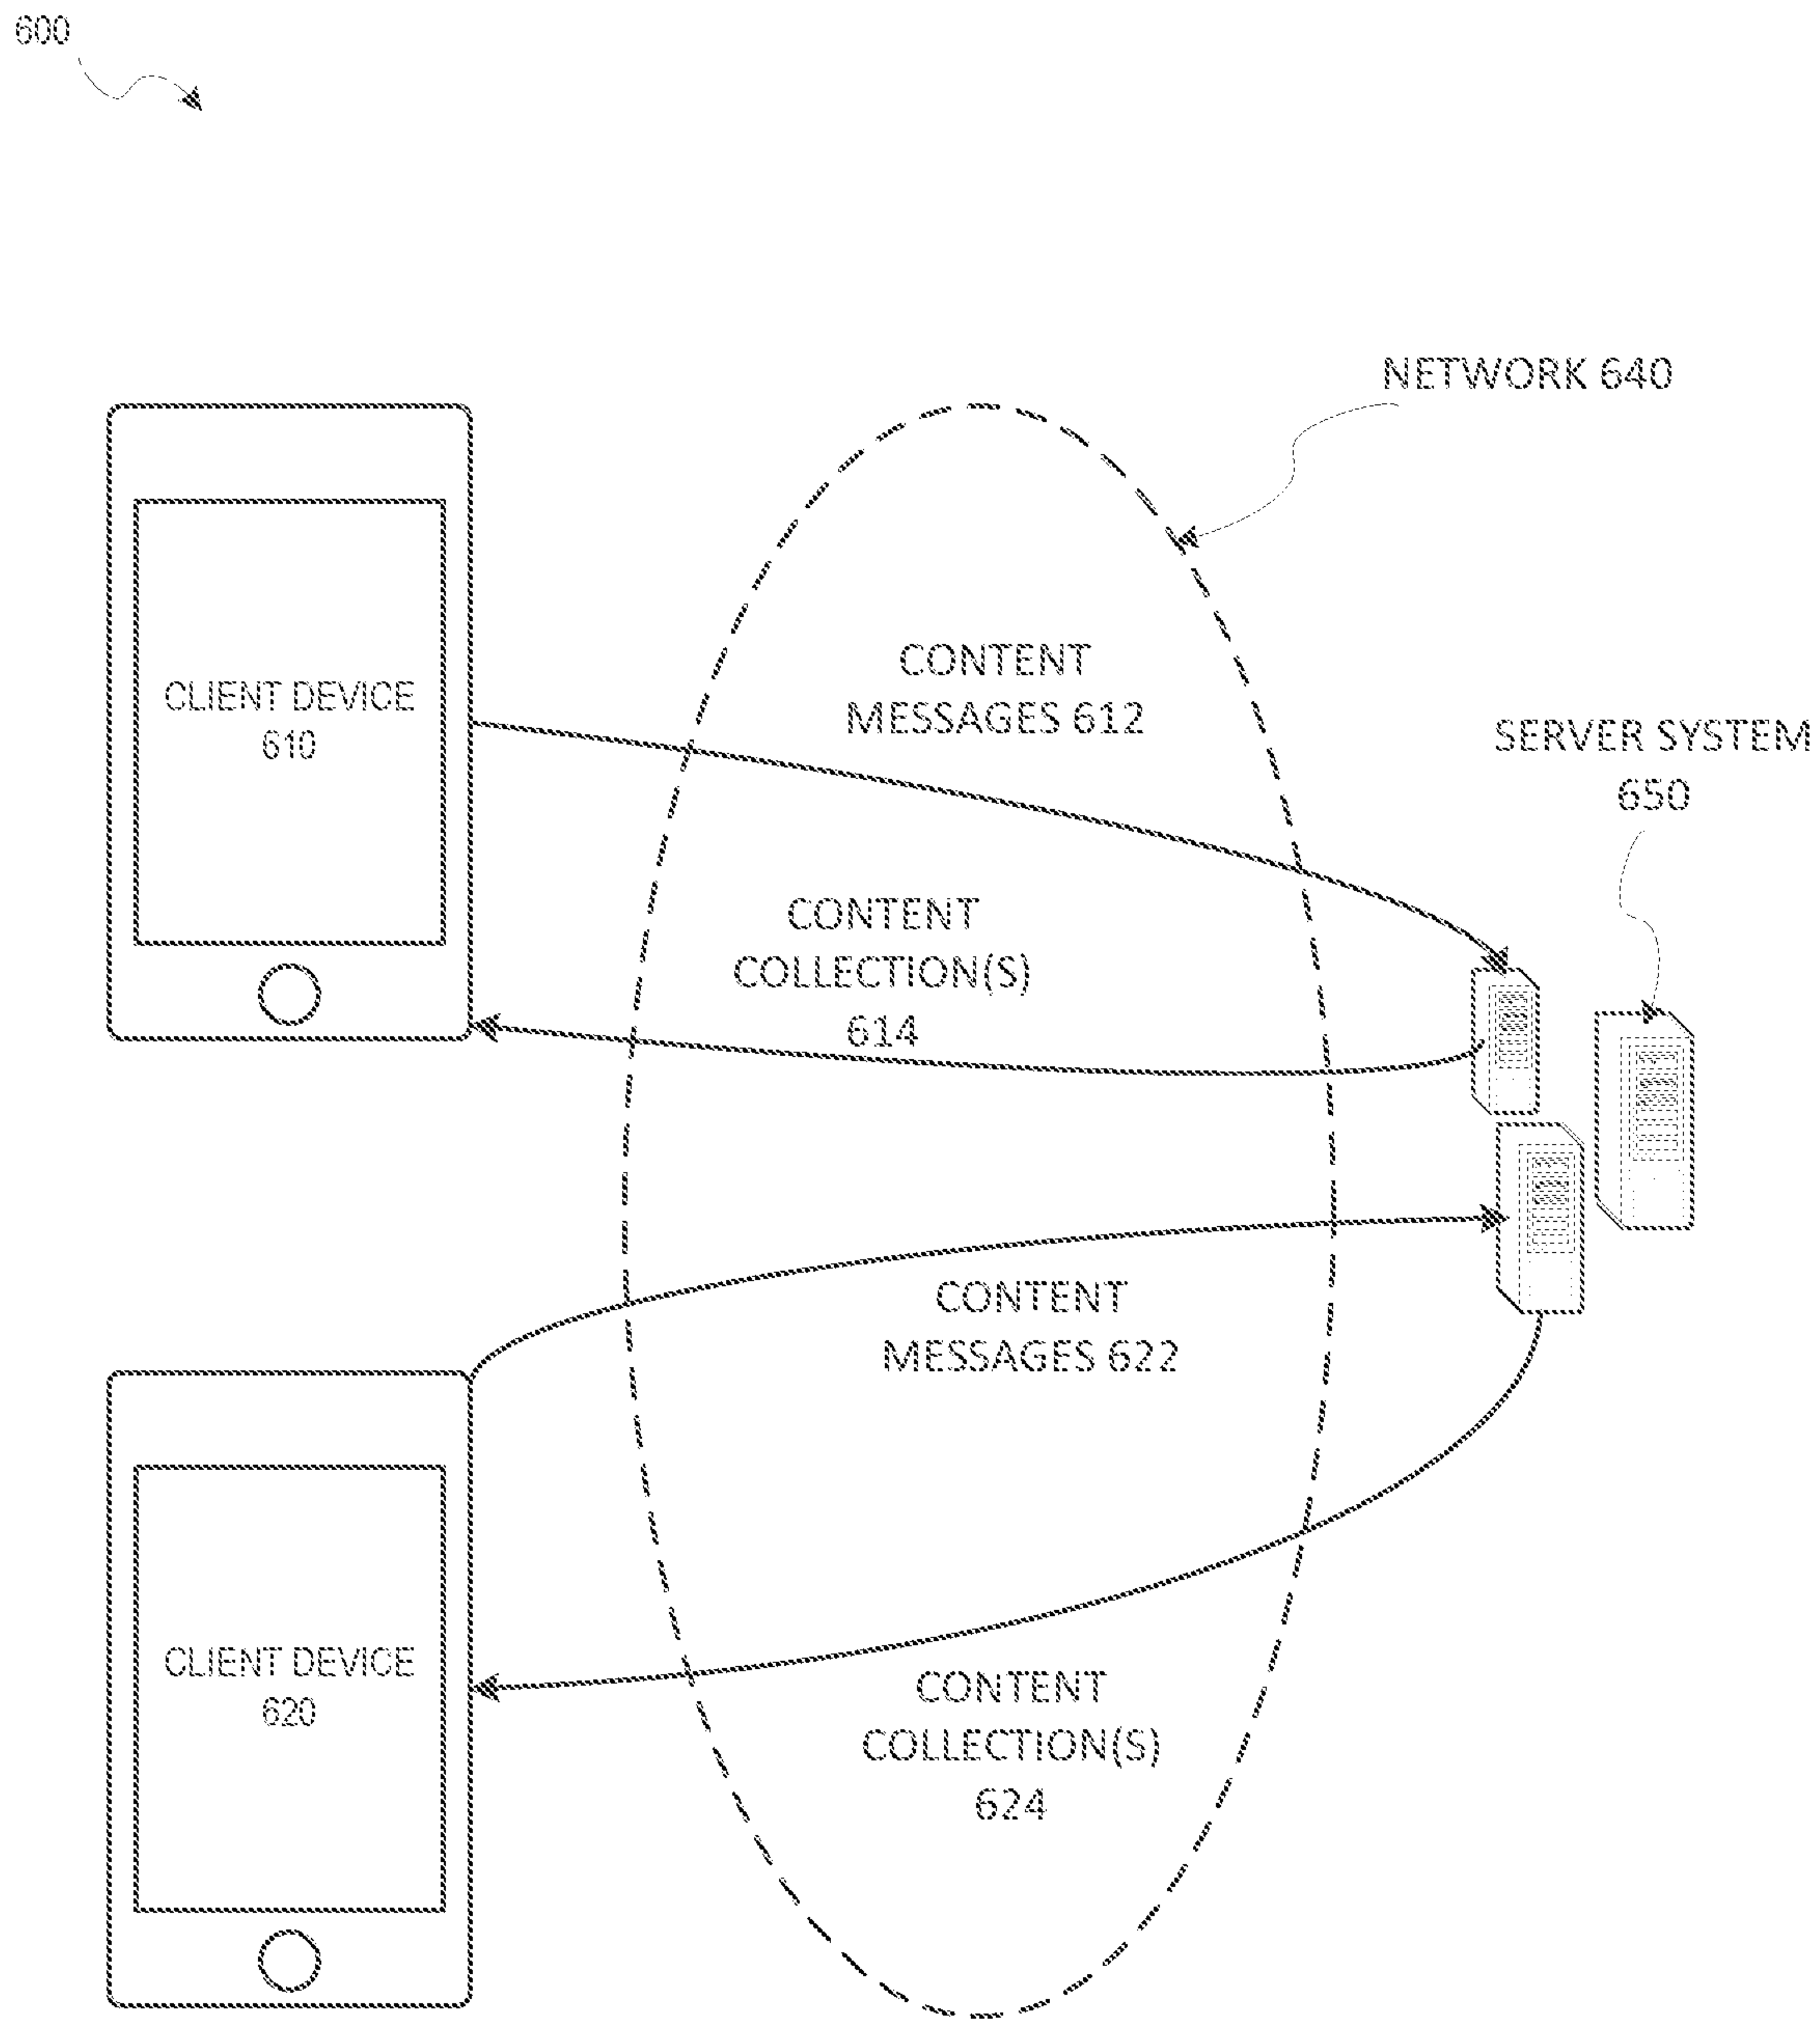 600
NETWORK 640
CLIENT DEVICE
610
CONTENT
MESSAGES 612
SERVER SYSTEM
650
CONTENT
COLLECTION(S)
614
CONTENT
MESSAGES 622
CLIENT DEVICE
620
CONTENT
COLLECTION(S)
624